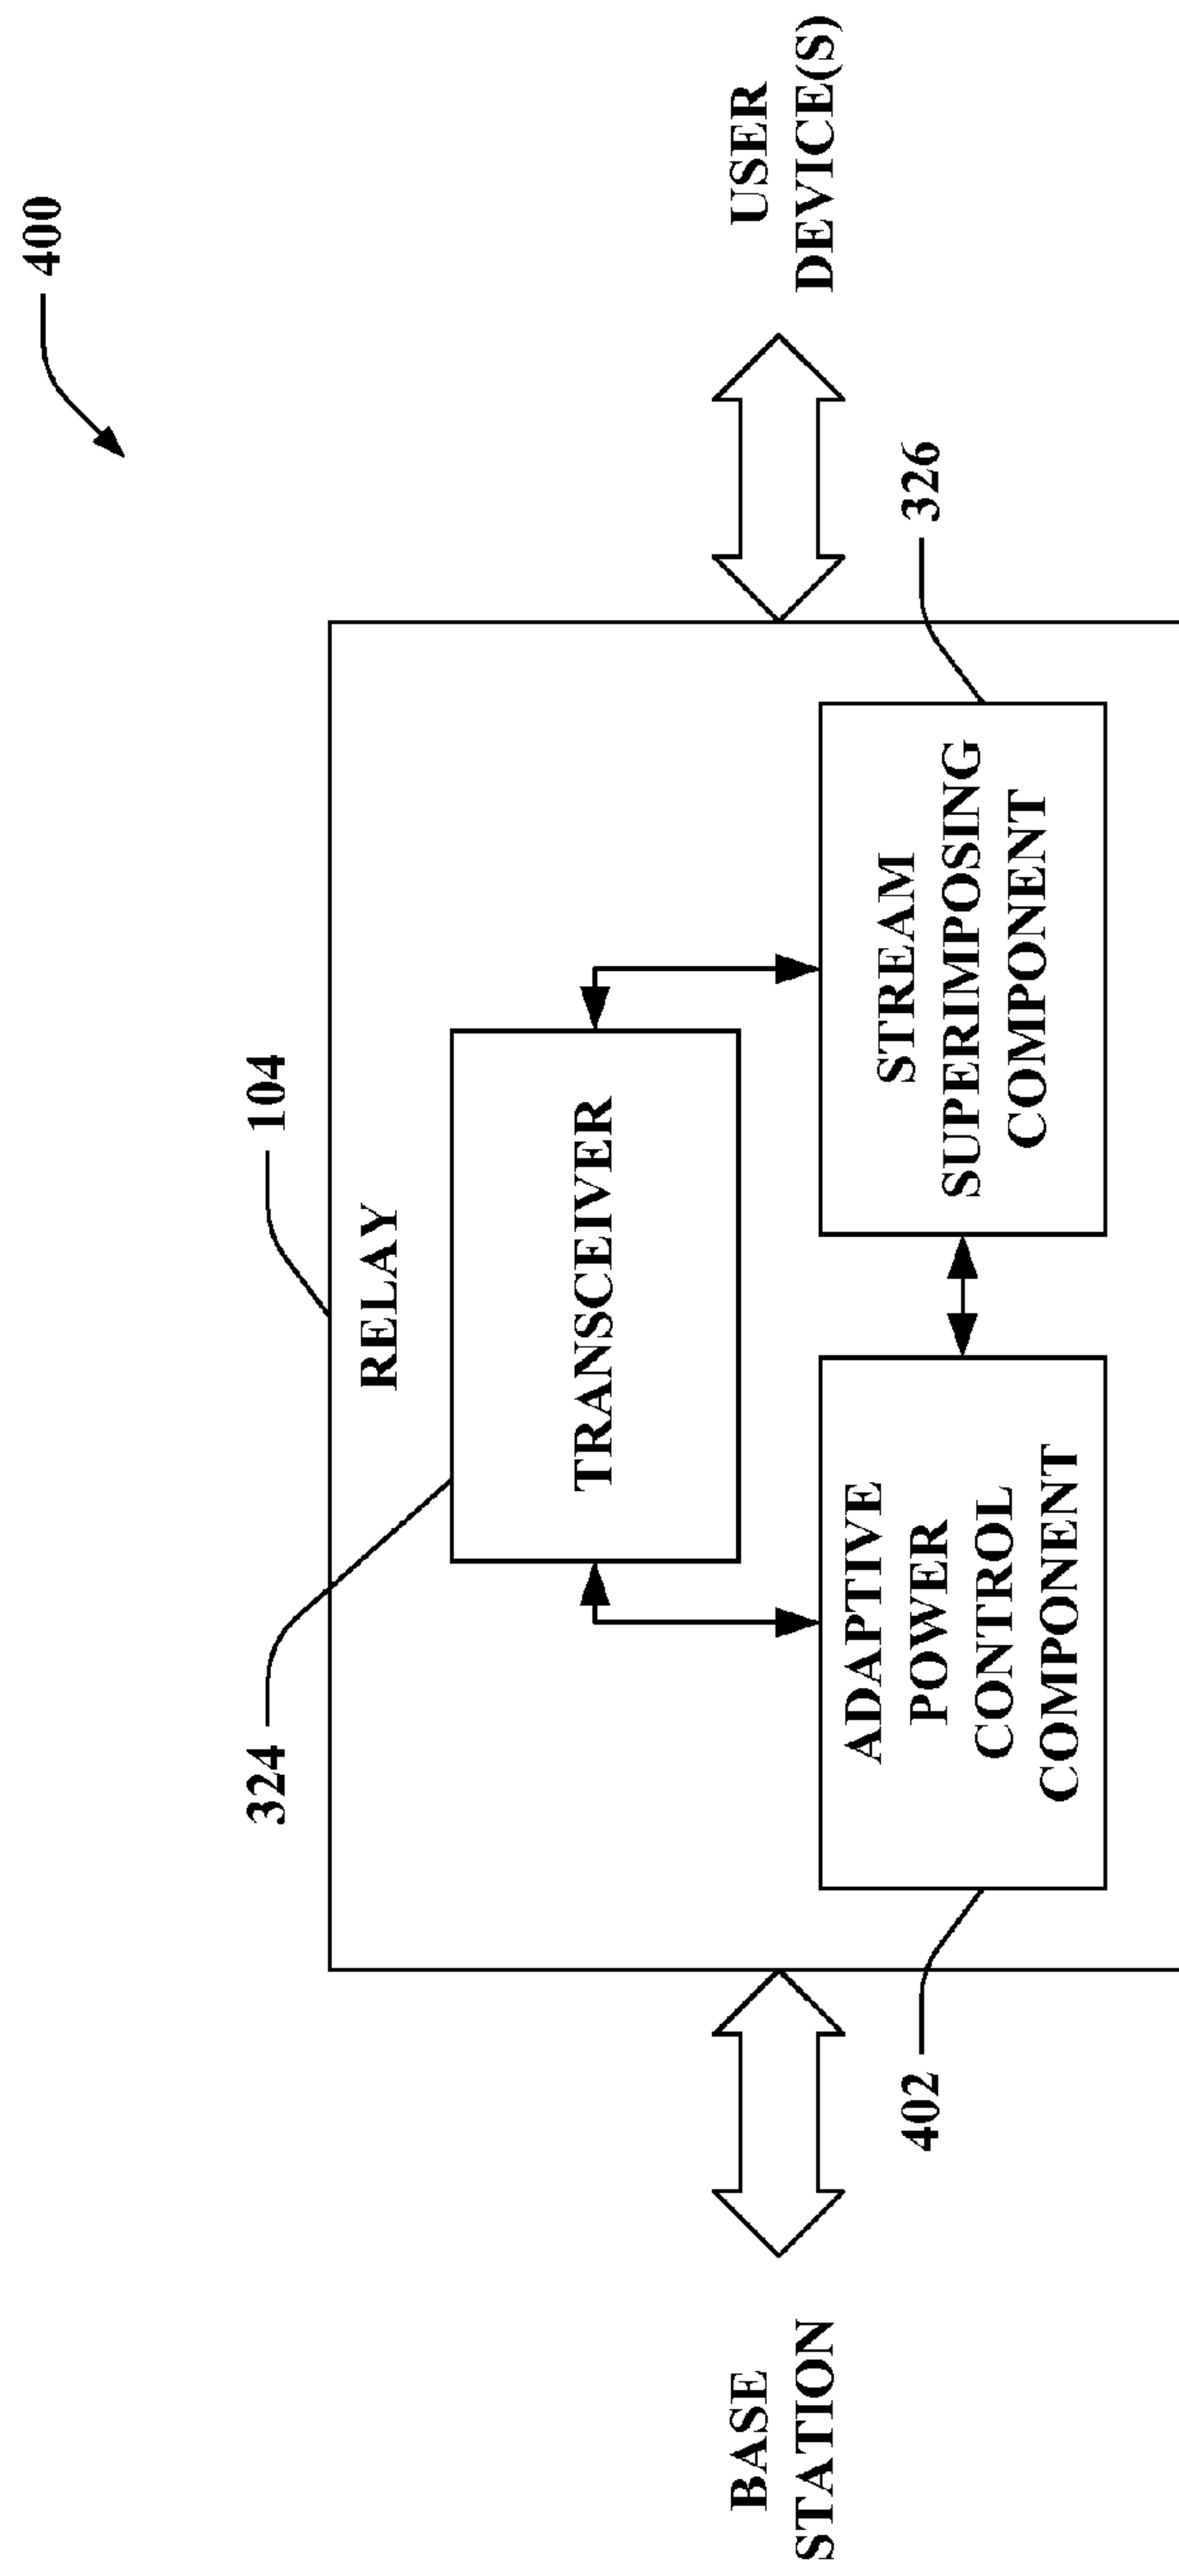 400
104
324
RELAY
TRANSCEIVER
BASE
STATION
USER
DEVICE(S)
ADAPTIVE
POWER
CONTROL
COMPONENT
STREAM
SUPERIMPOSING
COMPONENT
402
326